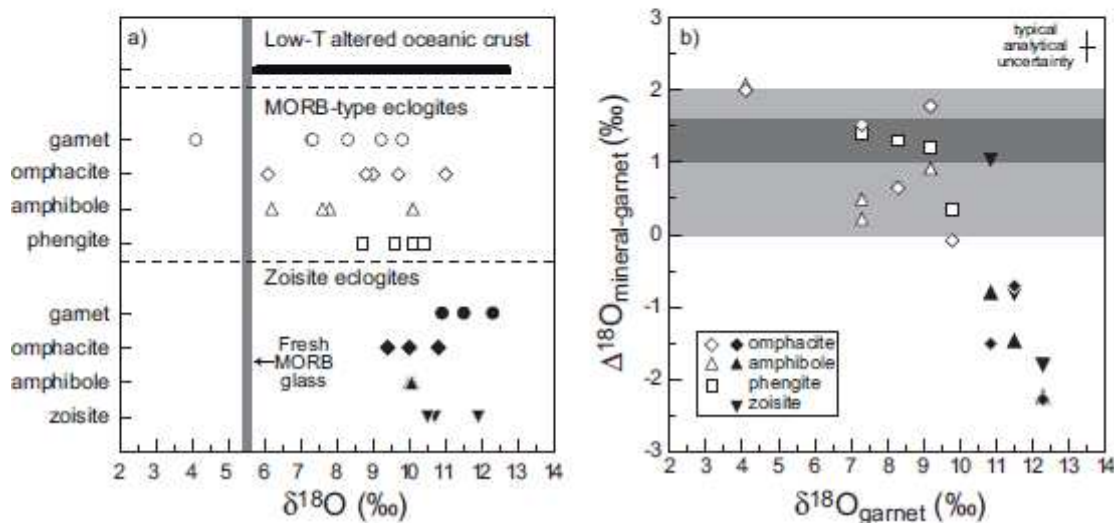 a)
Low-T altered oceanic crust
MORB-type eclogites
garnet
omphacite
amphibole
phengite
Zoisite eclogites
garnet
omphacite
amphibole
zoisite
Fresh
MORB
glass
2 3 4 5 6 7 8 9 10 11 12 13 14
δ¹⁸O (‰)
b)
typical
analytical
uncertainty
3
2
1
0
-1
-2
-3
Δ¹⁸Omineral-garnet (‰)
omphacite
amphibole
phengite
zoisite
2 3 4 5 6 7 8 9 10 11 12 13 14
δ¹⁸Ogarnet (‰)